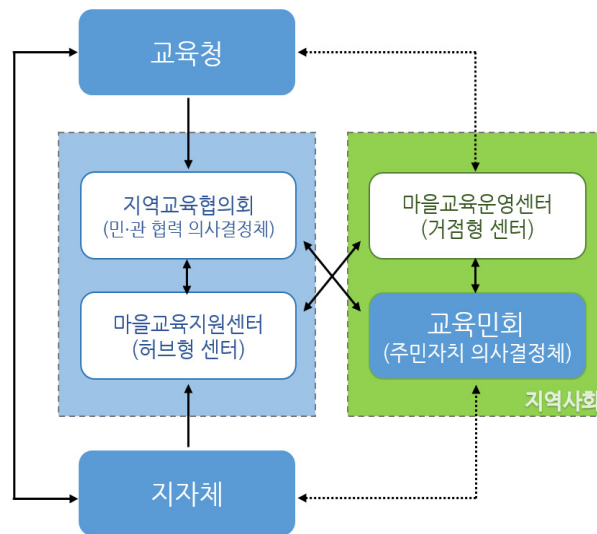 교육청
지역교육협의회
(민·관 협력 의사결정체)
마을교육운영센터
(거점형 센터)
마을교육지원센터
(허브형 센터)
교육민회
(주민자치 의사결정체)
지역사회
지자체